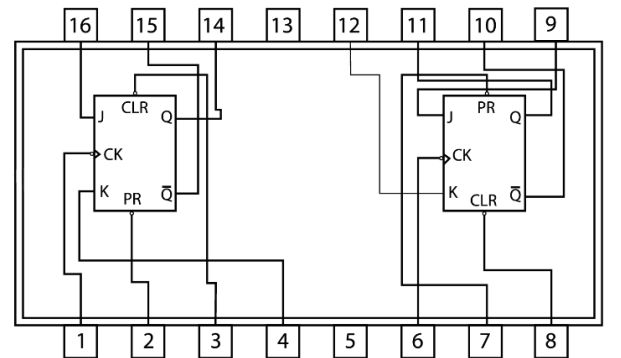 16 15 14 13 12 11 10 9
CLR PR
J Q J Q
CK CK
K Q̅ K Q̅
PR CLR
1 2 3 4 5 6 7 8